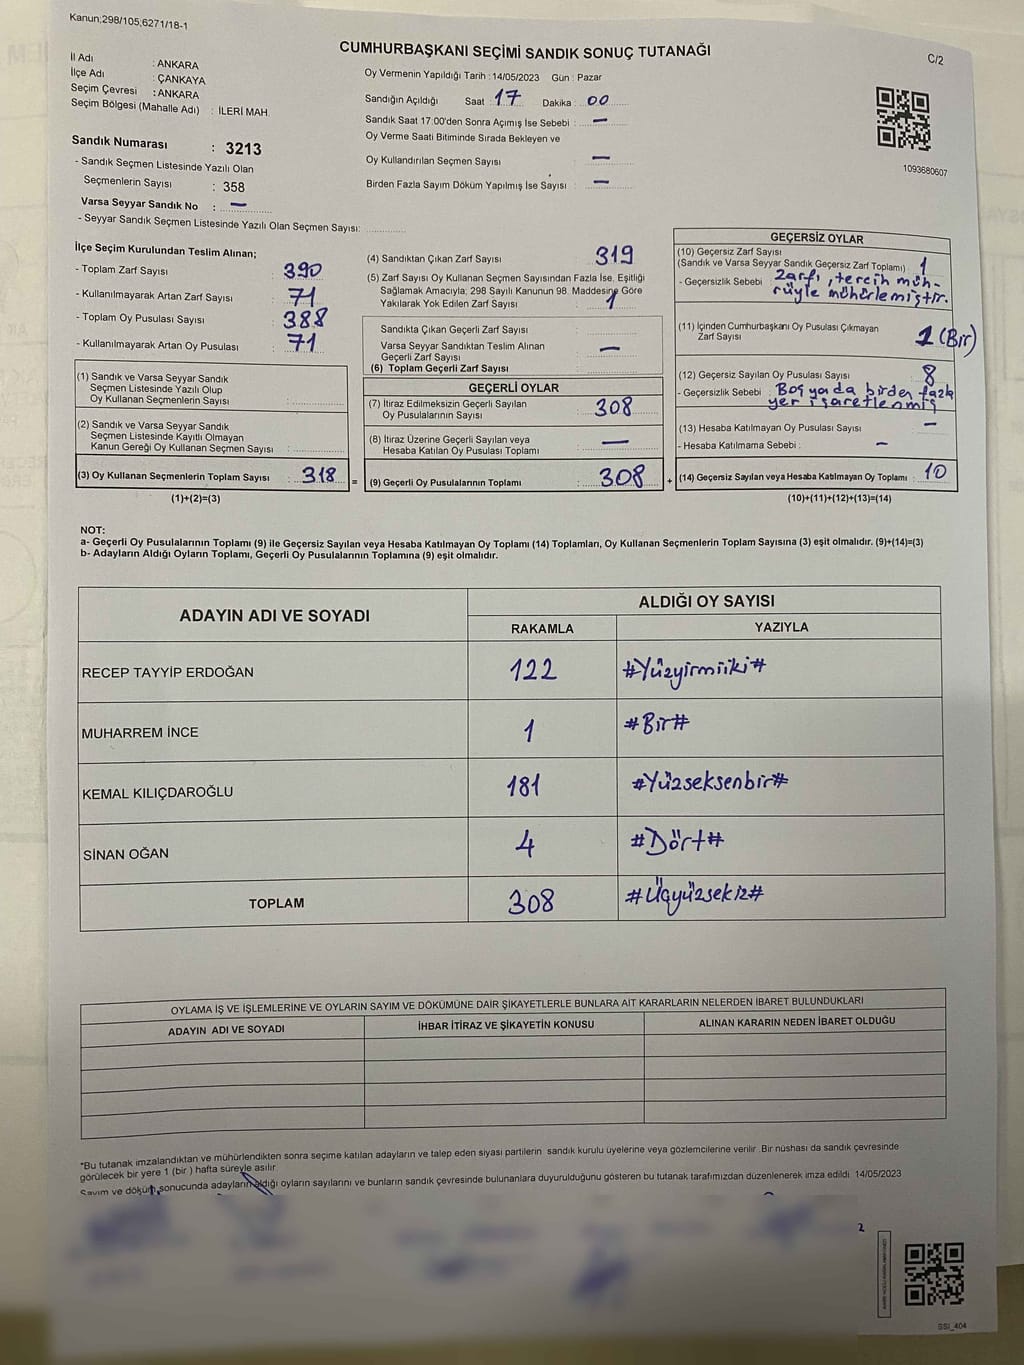 Kanun;298/105,6271/18-1
CUMHURBAŞKANI SEÇİMİ SANDIK SONUÇ TUTANAĞI
C/2
İl Adı : ANKARA
İlçe Adı : ÇANKAYA
Seçim Çevresi : ANKARA
Seçim Bölgesi (Mahalle Adı) : İLERİ MAH.
Oy Vermenin Yapıldığı Tarih : 14/05/2023 Gün : Pazar
Sandığın Açıldığı Saat : 17 Dakika : 00
Sandık Saat 17:00'den Sonra Açımış İse Sebebi : —
Oy Verme Saati Bitiminde Sırada Bekleyen ve
Oy Kullandırılan Seçmen Sayısı : —
Birden Fazla Sayım Döküm Yapılmış İse Sayısı : —
1093680607
Sandık Numarası : 3213
- Sandık Seçmen Listesinde Yazılı Olan
Seçmenlerin Sayısı : 358
Varsa Seyyar Sandık No : —
- Seyyar Sandık Seçmen Listesinde Yazılı Olan Seçmen Sayısı:
İlçe Seçim Kurulundan Teslim Alınan;
- Toplam Zarf Sayısı : 390
- Kullanılmayarak Artan Zarf Sayısı : 71
- Toplam Oy Pusulası Sayısı : 388
- Kullanılmayarak Artan Oy Pusulası : 71
(1) Sandık ve Varsa Seyyar Sandık
Seçmen Listesinde Yazılı Olup
Oy Kullanan Seçmenlerin Sayısı :
(2) Sandık ve Varsa Seyyar Sandık
Seçmen Listesinde Kayıtlı Olmayan
Kanun Gereği Oy Kullanan Seçmen Sayısı :
(3) Oy Kullanan Seçmenlerin Toplam Sayısı : 318 =
(1)+(2)=(3)
(4) Sandıktan Çıkan Zarf Sayısı : 319
(5) Zarf Sayısı Oy Kullanan Seçmen Sayısından Fazla İse, Eşitliği
Sağlamak Amacıyla; 298 Sayılı Kanunun 98. Maddesine Göre
Yakılarak Yok Edilen Zarf Sayısı : 1
Sandıkta Çıkan Geçerli Zarf Sayısı :
Varsa Seyyar Sandıktan Teslim Alınan
Geçerli Zarf Sayısı : —
(6) Toplam Geçerli Zarf Sayısı :
GEÇERLİ OYLAR
(7) İtiraz Edilmeksizin Geçerli Sayılan
Oy Pusulalarının Sayısı : 308
(8) İtiraz Üzerine Geçerli Sayılan veya
Hesaba Katılan Oy Pusulası Toplamı : —
(9) Geçerli Oy Pusulalarının Toplamı : 308 +
GEÇERSİZ OYLAR
(10) Geçersiz Zarf Sayısı
(Sandık ve Varsa Seyyar Sandık Geçersiz Zarf Toplamı) : 1
- Geçersizlik Sebebi : Zarfı, tercih müh-
rüyle mühürlemiştir.
(11) İçinden Cumhurbaşkanı Oy Pusulası Çıkmayan
Zarf Sayısı : 1 (Bir)
(12) Geçersiz Sayılan Oy Pusulası Sayısı : 8
- Geçersizlik Sebebi : Boş ya da birden fazla
yer işaretlenmiş
(13) Hesaba Katılmayan Oy Pusulası Sayısı : —
- Hesaba Katılmama Sebebi : —
(14) Geçersiz Sayılan veya Hesaba Katılmayan Oy Toplamı : 10
(10)+(11)+(12)+(13)=(14)
NOT:
a- Geçerli Oy Pusulalarının Toplamı (9) ile Geçersiz Sayılan veya Hesaba Katılmayan Oy Toplamı (14) Toplamları, Oy Kullanan Seçmenlerin Toplam Sayısına (3) eşit olmalıdır. (9)+(14)=(3)
b- Adayların Aldığı Oyların Toplamı, Geçerli Oy Pusulalarının Toplamına (9) eşit olmalıdır.
ADAYIN ADI VE SOYADI ALDIĞI OY SAYISI
RAKAMLA YAZIYLA
RECEP TAYYİP ERDOĞAN 122 #Yüzyirmiiki#
MUHARREM İNCE 1 #Bir#
KEMAL KILIÇDAROĞLU 181 #Yüzseksenbir#
SİNAN OĞAN 4 #Dört#
TOPLAM 308 #Üçyüzsekiz#
OYLAMA İŞ VE İŞLEMLERİNE VE OYLARIN SAYIM VE DÖKÜMÜNE DAİR ŞİKAYETLERLE BUNLARA AİT KARARLARIN NELERDEN İBARET BULUNDUKLARI
ADAYIN ADI VE SOYADI İHBAR İTİRAZ VE ŞİKAYETİN KONUSU ALINAN KARARIN NEDEN İBARET OLDUĞU
*Bu tutanak imzalandıktan ve mühürlendikten sonra seçime katılan adayların ve talep eden siyasi partilerin sandık kurulu üyelerine veya gözlemcilerine verilir. Bir nüshası da sandık çevresinde
görülecek bir yere 1 (bir) hafta süreyle asılır.
Sayım ve döküm sonucunda adayların aldığı oyların sayılarını ve bunların sandık çevresinde bulunanlara duyurulduğunu gösteren bu tutanak tarafımızdan düzenlenerek imza edildi. 14/05/2023
2
SSI_404